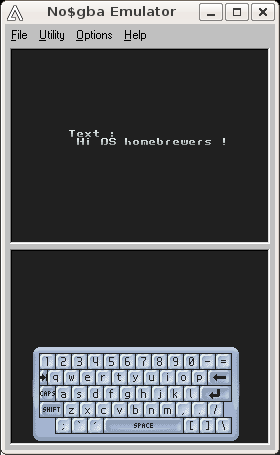 No$gba Emulator
File Utility Options Help
Text :
Hi OS homebrewers !
1 2 3 4 5 6 7 8 9 0 - =
q w e r t y u i o p
CAPS a s d f g h j k l
SHIFT z x c v b n m , . /
; ` ´ SPACE [ ] \